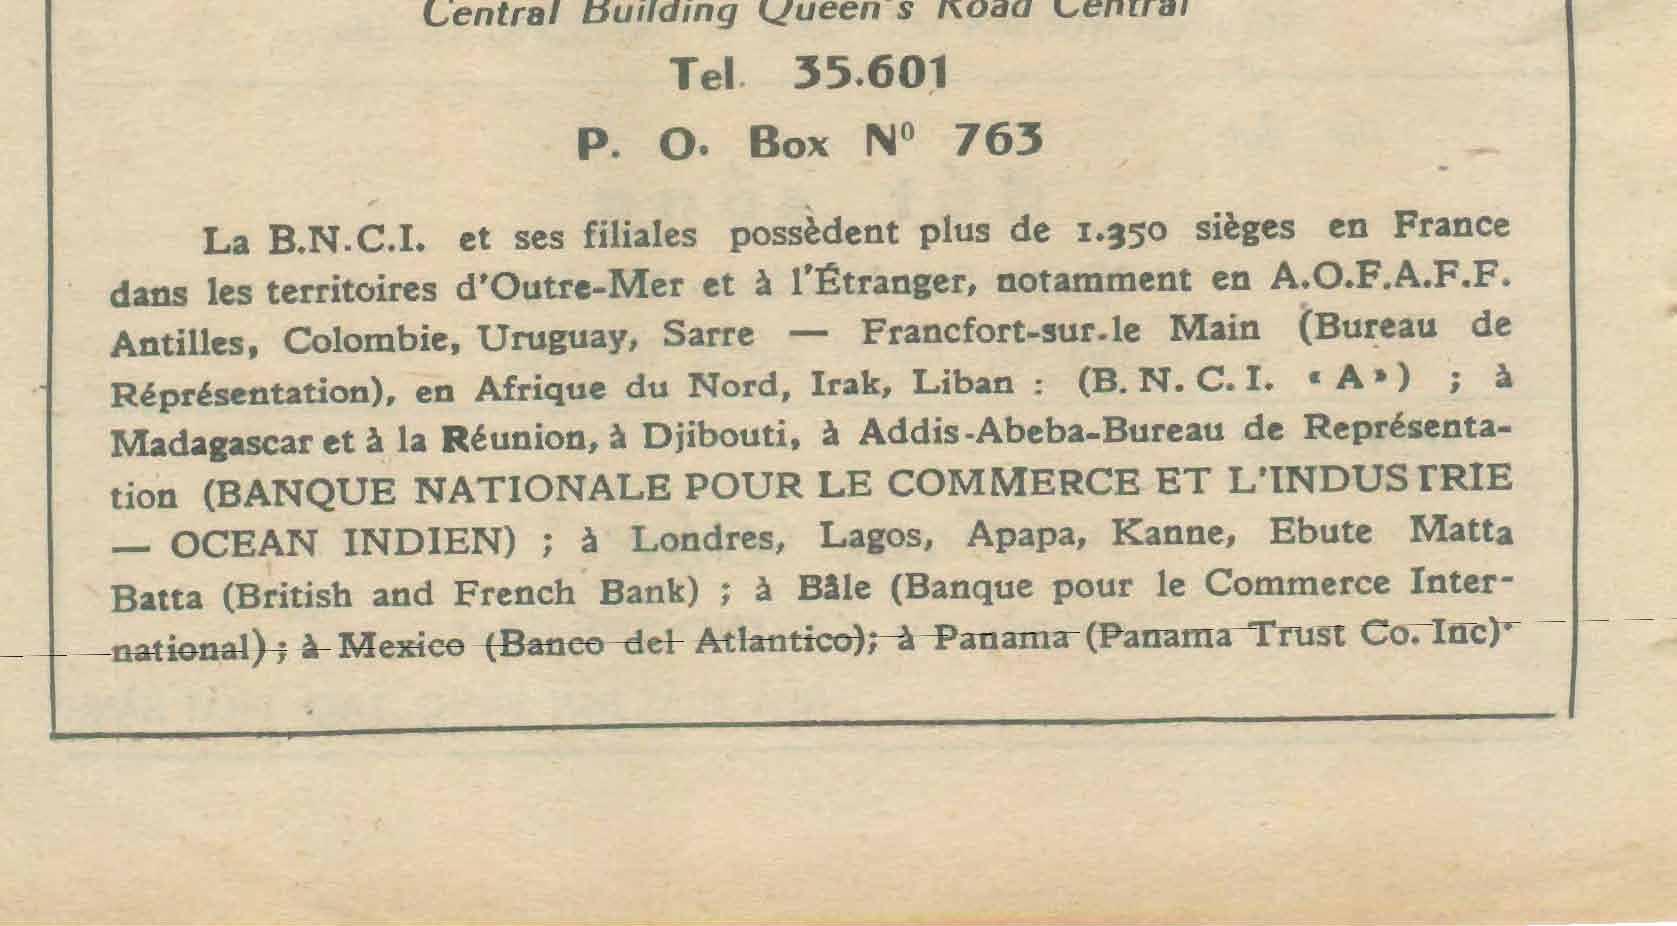 Central Building Queen's Road Central
Tel. 35.601
P. O. Box Nº 763
La B.N.C.I. et ses filiales possèdent plus de 1.350 sièges en France
dans les territoires d'Outre-Mer et à l'Étranger, notamment en A.O.F.A.F.F.
Antilles, Colombie, Uruguay, Sarre — Francfort-sur-le Main (Bureau de
Réprésentation), en Afrique du Nord, Irak, Liban : (B. N. C. I. « A ») ; à
Madagascar et à la Réunion, à Djibouti, à Addis-Abeba-Bureau de Représenta-
tion (BANQUE NATIONALE POUR LE COMMERCE ET L'INDUSTRIE
— OCEAN INDIEN) ; à Londres, Lagos, Apapa, Kanne, Ebute Matta
Batta (British and French Bank) ; à Bâle (Banque pour le Commerce Inter-
national) ; à Mexico (Banco del Atlantico); à Panama (Panama Trust Co. Inc).